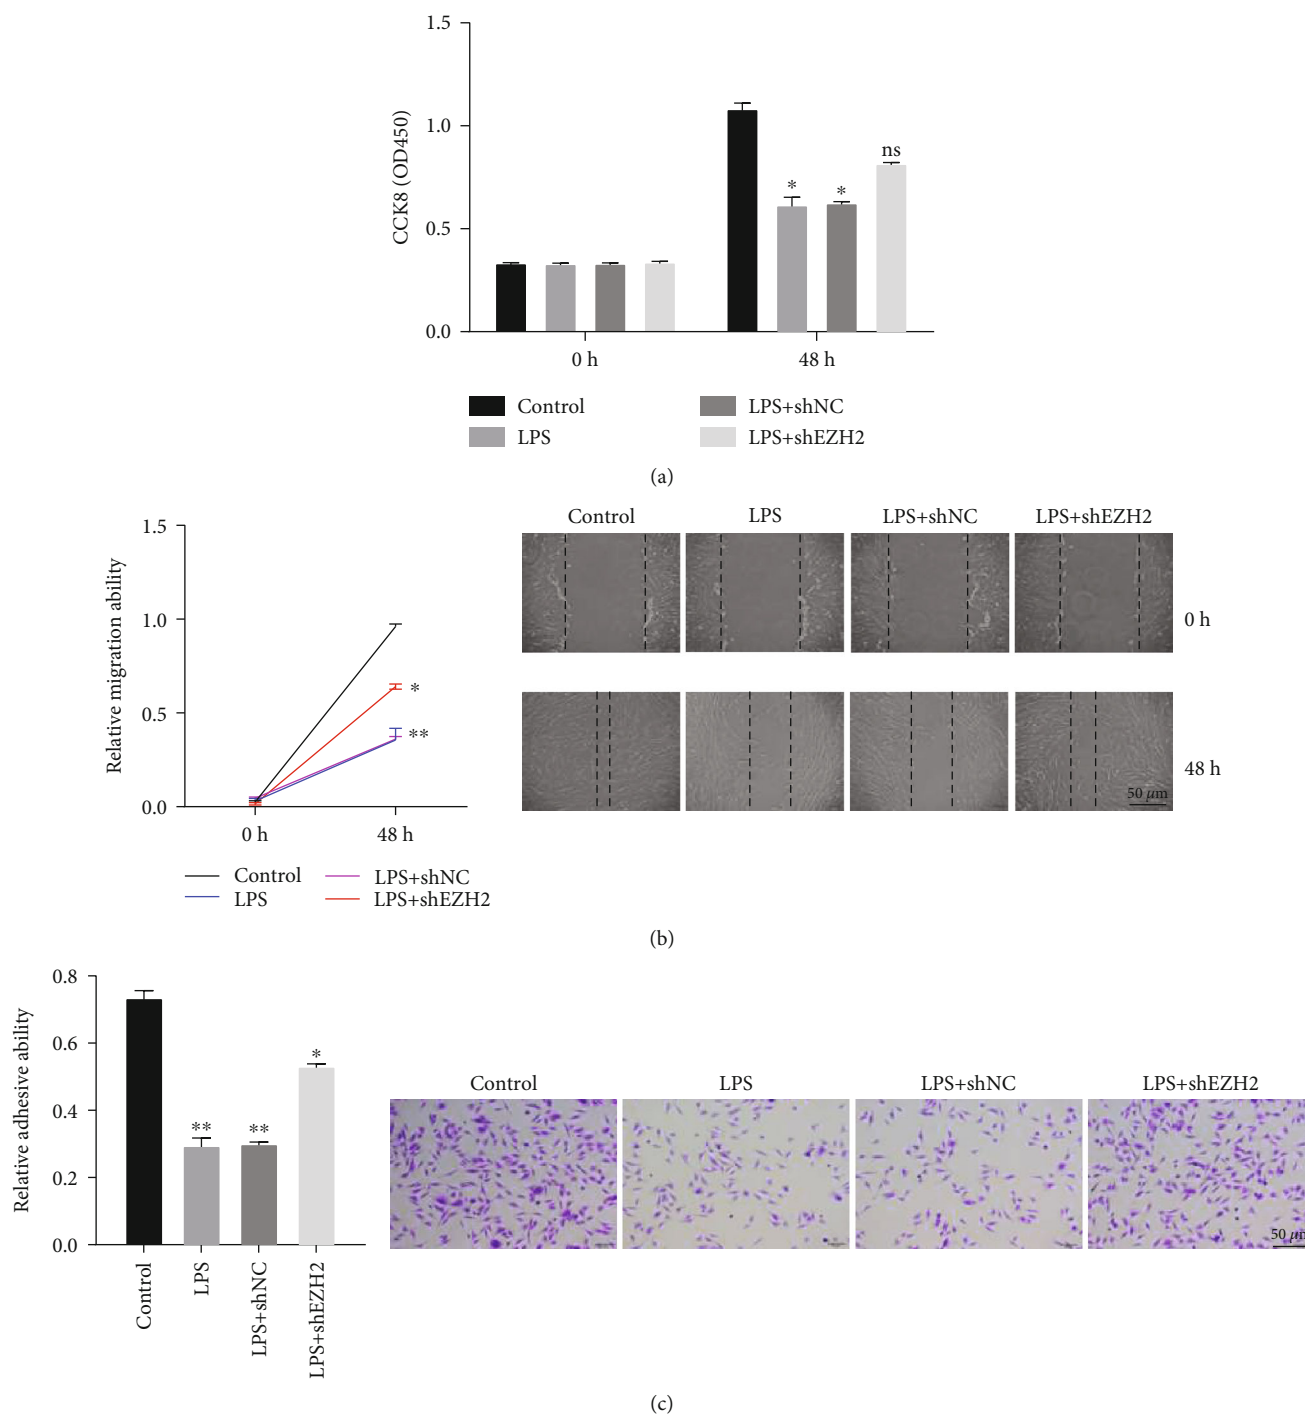 1.5
1.0
0.5
0.0
CCK8 (OD450)
*
*
ns
0 h
48 h
Control
LPS+shNC
LPS
LPS+shEZH2
(a)
1.5
1.0
0.5
0.0
Relative migration ability
*
**
0 h
48 h
Control
LPS+shNC
LPS
LPS+shEZH2
Control
LPS
LPS+shNC
LPS+shEZH2
0 h
48 h
50 μm
(b)
0.8
0.6
0.4
0.2
0.0
Relative adhesive ability
**
**
*
Control
LPS
LPS+shNC
LPS+shEZH2
Control
LPS
LPS+shNC
LPS+shEZH2
50 μm
(c)